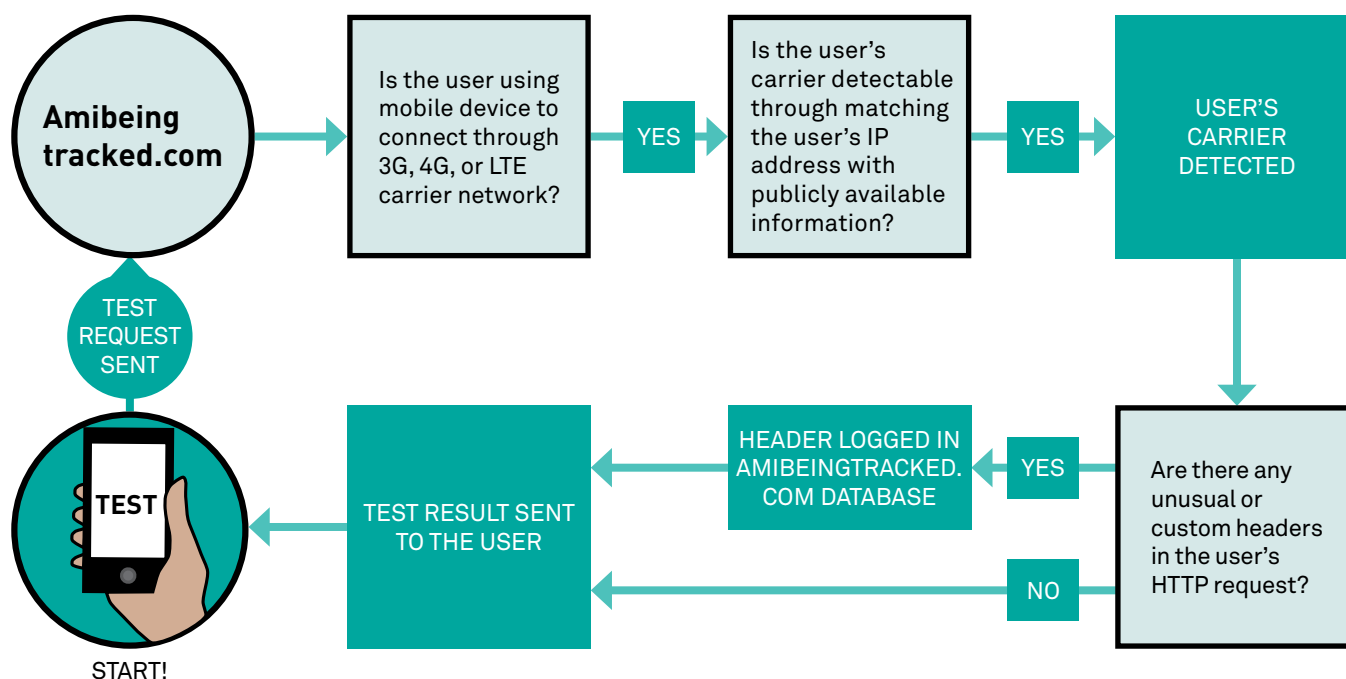 Amibeing
tracked.com
Is the user using
mobile device to
connect through
3G, 4G, or LTE
carrier network?
YES
Is the user's
carrier detectable
through matching
the user's IP
address with
publicly available
information?
YES
USER'S
CARRIER
DETECTED
TEST
REQUEST
SENT
TEST
START!
TEST RESULT SENT
TO THE USER
HEADER LOGGED IN
AMIBEINGTRACKED.
COM DATABASE
YES
NO
Are there any
unusual or
custom headers
in the user's
HTTP request?